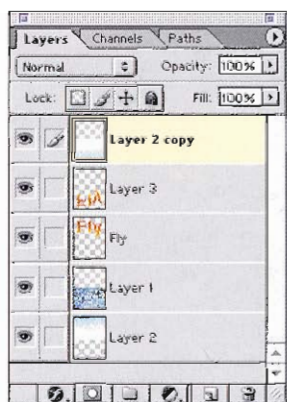 Layers Channels Paths
Normal Opacity: 100%
Lock: Fill: 100%
Layer 2 copy
Layer 3
Fly
Fly
Layer 1
Layer 2